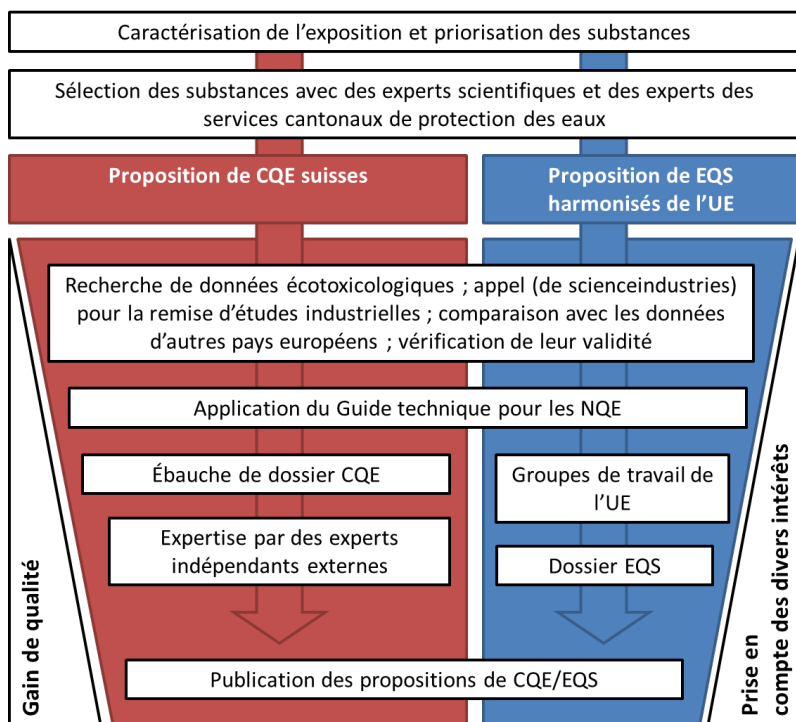 Caractérisation de l'exposition et priorisation des substances
Sélection des substances avec des experts scientifiques et des experts des
services cantonaux de protection des eaux
Proposition de CQE suisses
Proposition de EQS
harmonisés de l'UE
Recherche de données écotoxicologiques ; appel (de scienceindustries)
pour la remise d'études industrielles ; comparaison avec les données
d'autres pays européens ; vérification de leur validité
Application du Guide technique pour les NQE
Ébauche de dossier CQE
Groupes de travail de
l'UE
Expertise par des experts
indépendants externes
Dossier EQS
Publication des propositions de CQE/EQS
Gain de qualité
Prise en
compte des divers intérêts